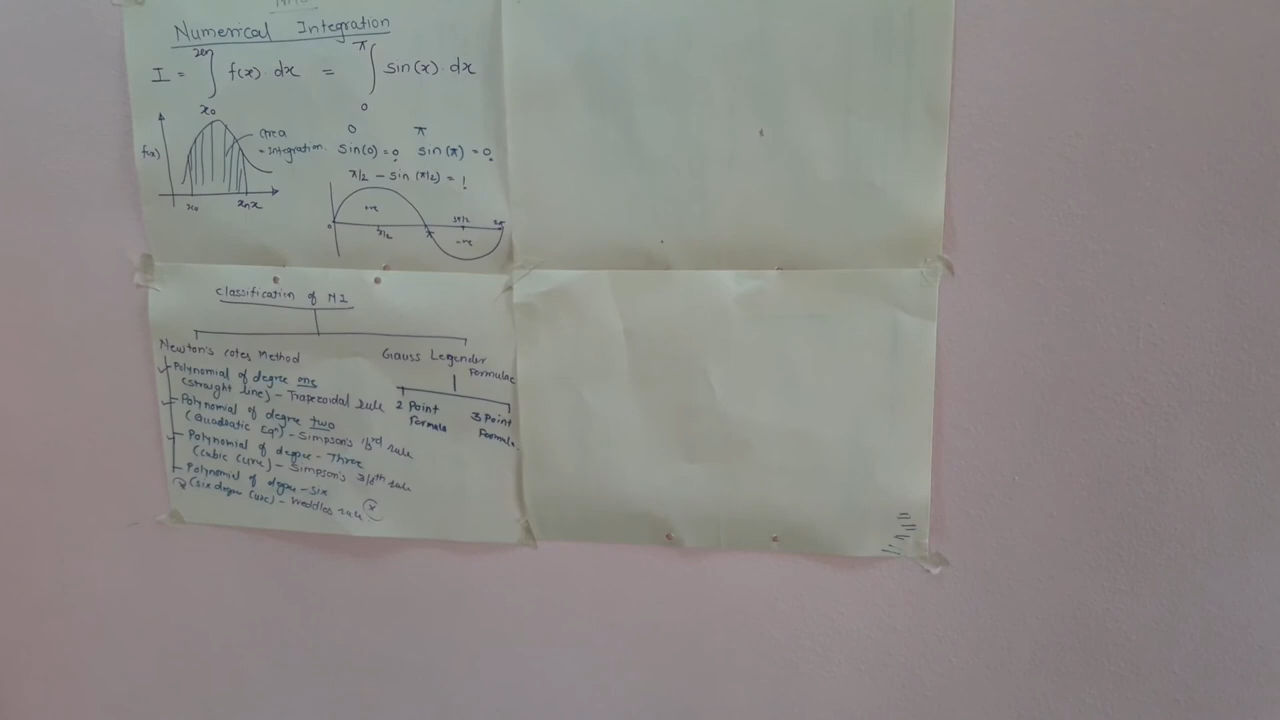 Numerical Integration
I = ∫ f(x) dx = ∫ sin(x). dx
xn
π
x0
0
f(x)
area
= Integration.
x0
xn x
0 π
sin(0) = 0 sin(π) = 0
π/2 - sin (π/2) = 1
+ve
0
π/2
π
3π/2
2π
-ve
Classification of NI
Newton's cotes Method
Polynomial of degree one
(straight line) - Trapezoidal rule
Polynomial of degree two
(Quadratic Eqn) - Simpson's 1/3rd rule
Polynomial of degree - Three
(cubic curve) - Simpson's 3/8th rule
Polynomial of degree - six
(six degree curve) - Weddles rule (x)
Gauss Legender
Formulae
2 Point
Formula
3 Point
Formula.